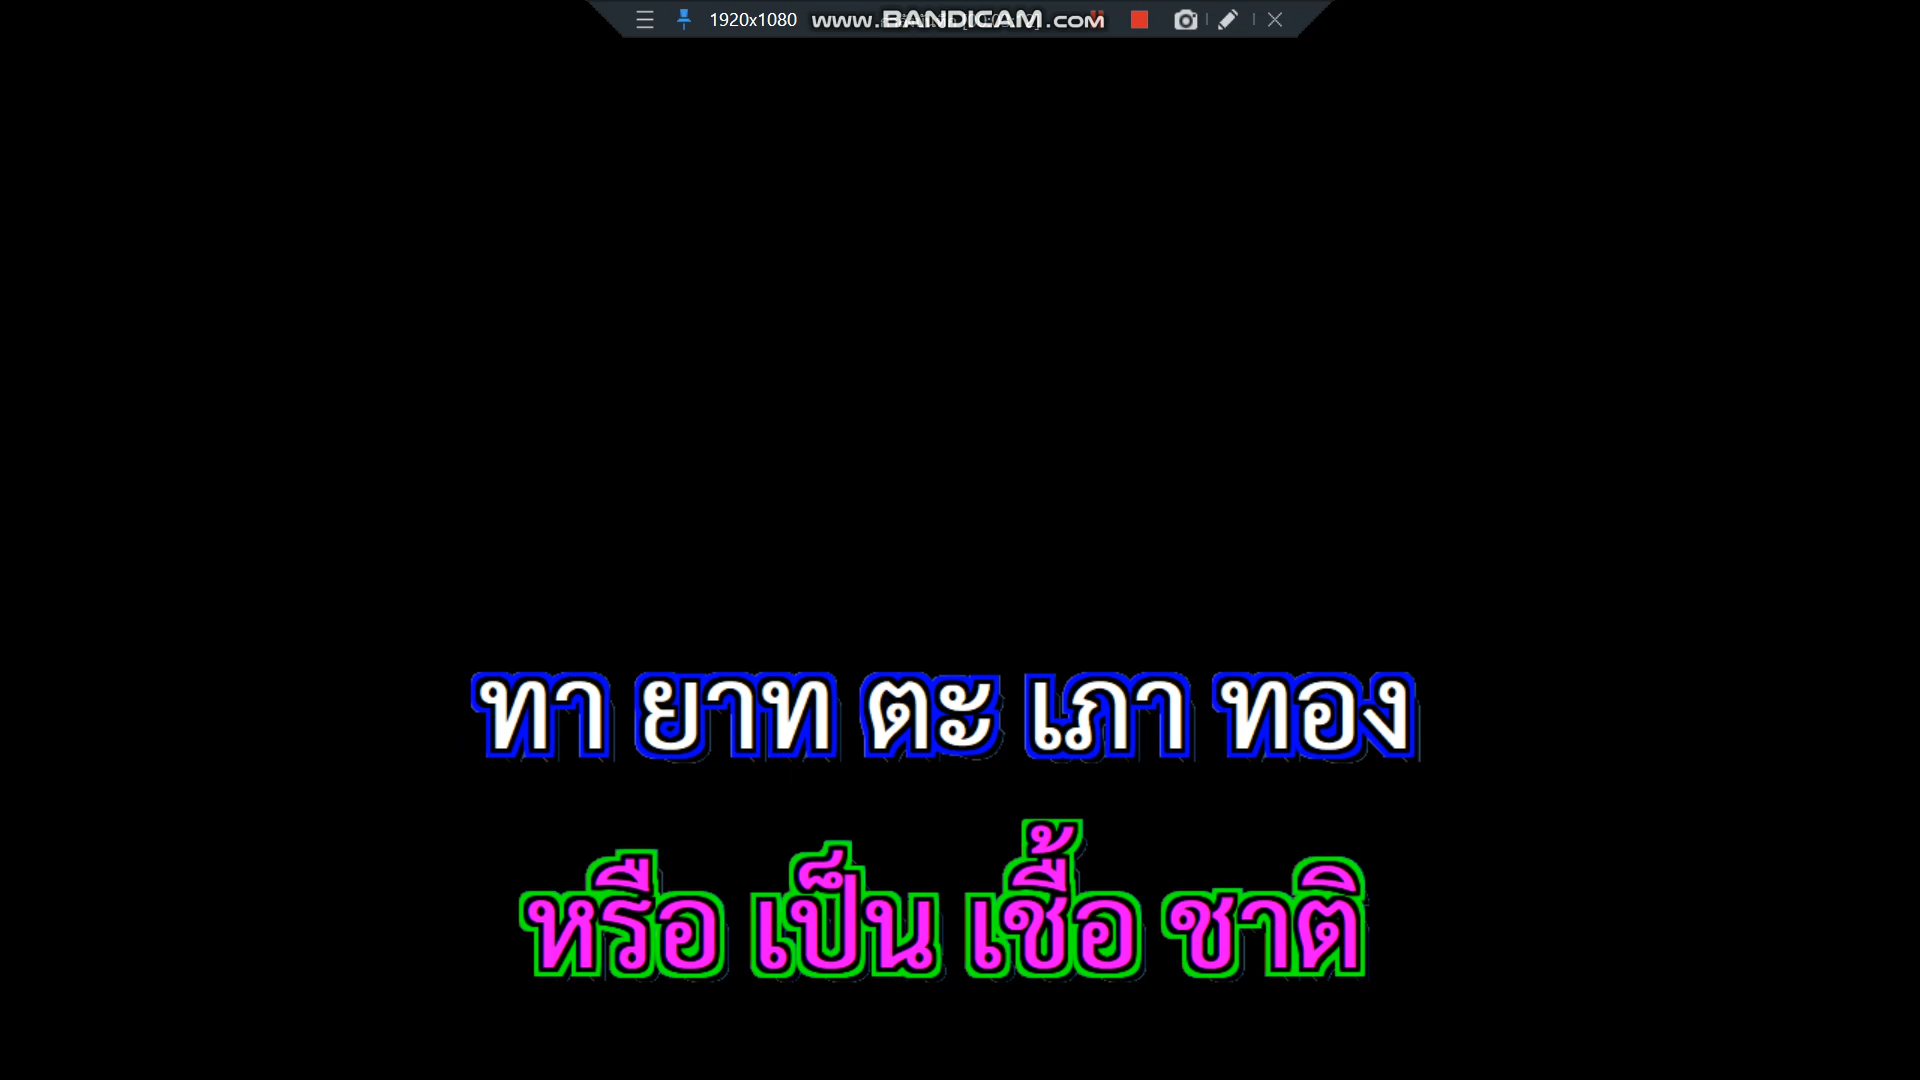 1920x1080 www.BANDICAM.com
ทา ยาท ตะ เภา ทอง
หรือ เป็น เชื้อ ชาติ